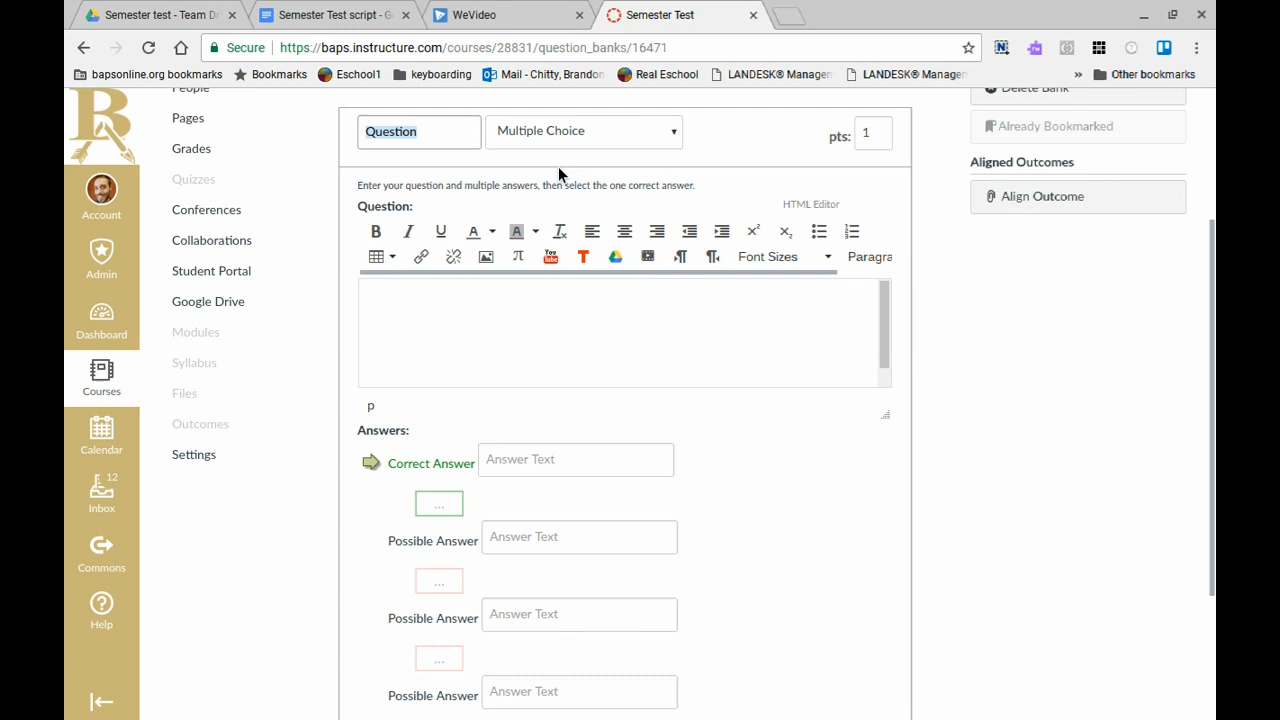 Semester test - Team Dr
Semester Test script - Go
WeVideo
Semester Test
Secure
https://baps.instructure.com/courses/28831/question_banks/16471
bapsonline.org bookmarks
Bookmarks
Eschool1
keyboarding
Mail - Chitty, Brandon
Real Eschool
LANDESK® Managem
LANDESK® Managem
»
Other bookmarks
B
Account
Admin
Dashboard
Courses
Calendar
12
Inbox
Commons
Help
People
Pages
Grades
Quizzes
Conferences
Collaborations
Student Portal
Google Drive
Modules
Syllabus
Files
Outcomes
Settings
Question
Multiple Choice
pts:
1
Enter your question and multiple answers, then select the one correct answer.
Question:
HTML Editor
Font Sizes
Paragra
p
Answers:
Correct Answer
Answer Text
...
Possible Answer
Answer Text
...
Possible Answer
Answer Text
...
Possible Answer
Answer Text
Delete Bank
Already Bookmarked
Aligned Outcomes
Align Outcome